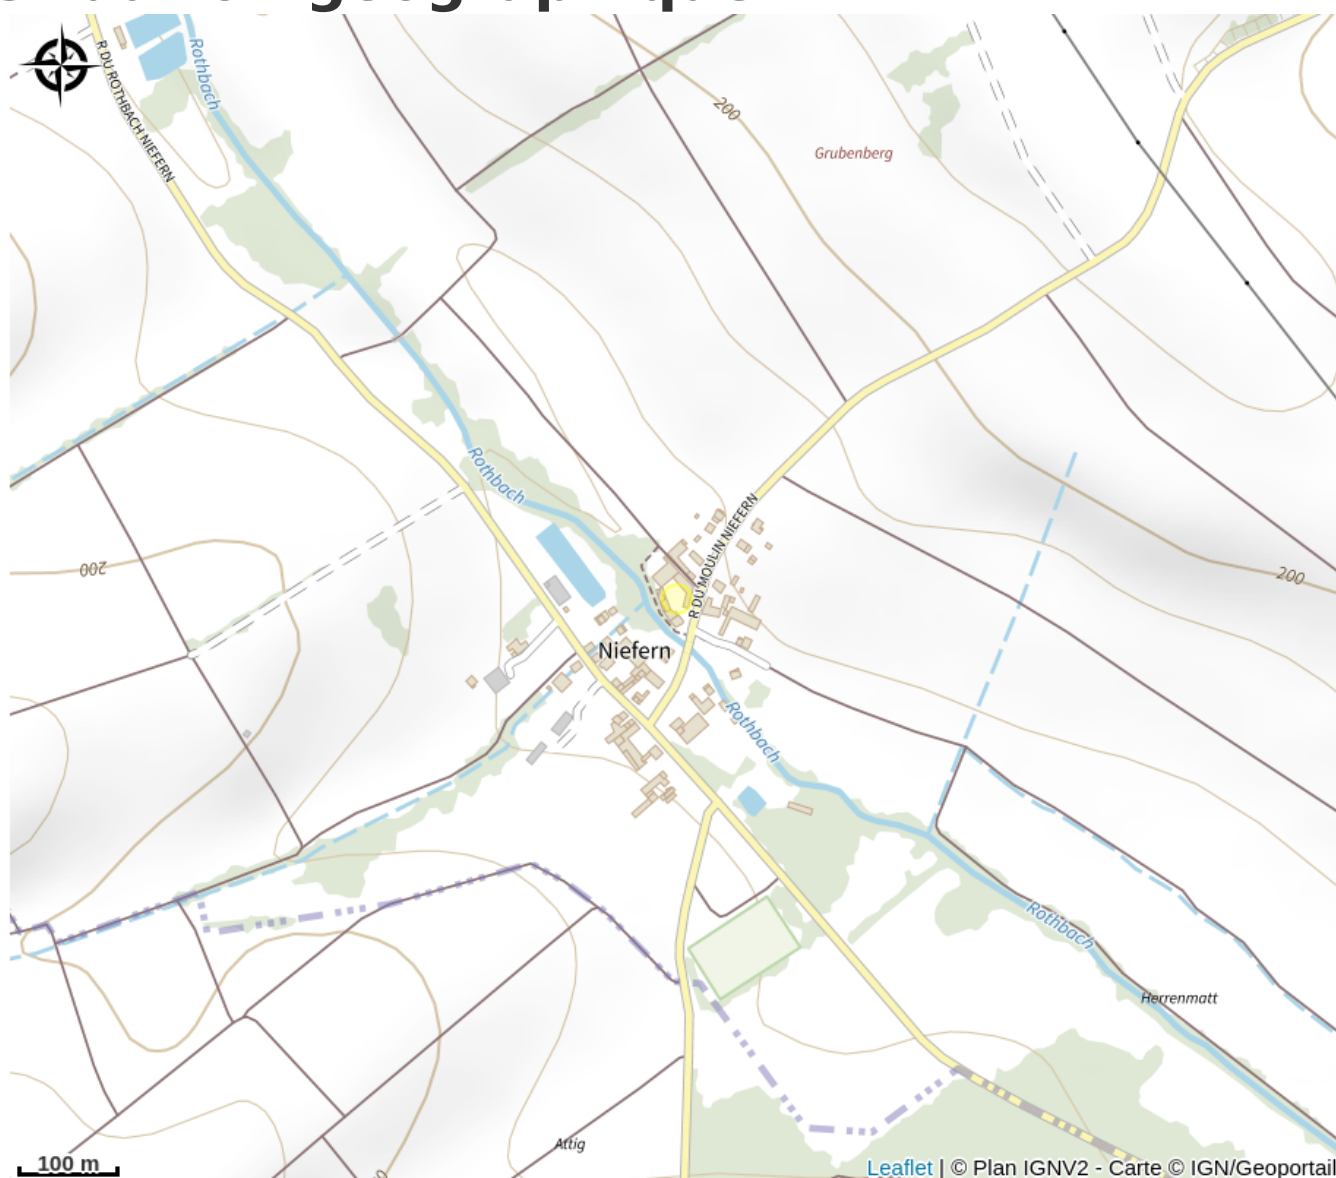 Rothbach
R DU ROTHBACH NIEFERN
200
Grubenberg
Rothbach
R DU MOULIN NIEFERN
200
200
Niefern
Rothbach
Rothbach
Herrenmatt
Attig
100 m
Leaflet | © Plan IGNV2 - Carte © IGN/Geoportail